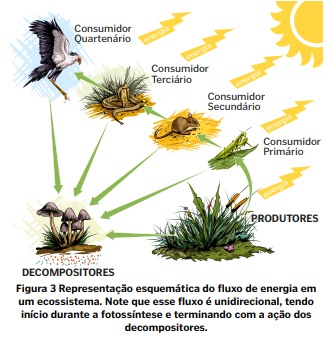 Consumidor
Quartenário
energia
energia
Consumidor
Terciário
energia
Consumidor
Secundário
energia
Consumidor
Primário
energia
PRODUTORES
DECOMPOSITORES
Figura 3 Representação esquemática do fluxo de energia em
um ecossistema. Note que esse fluxo é unidirecional, tendo
início durante a fotossíntese e terminando com a ação dos
decompositores.